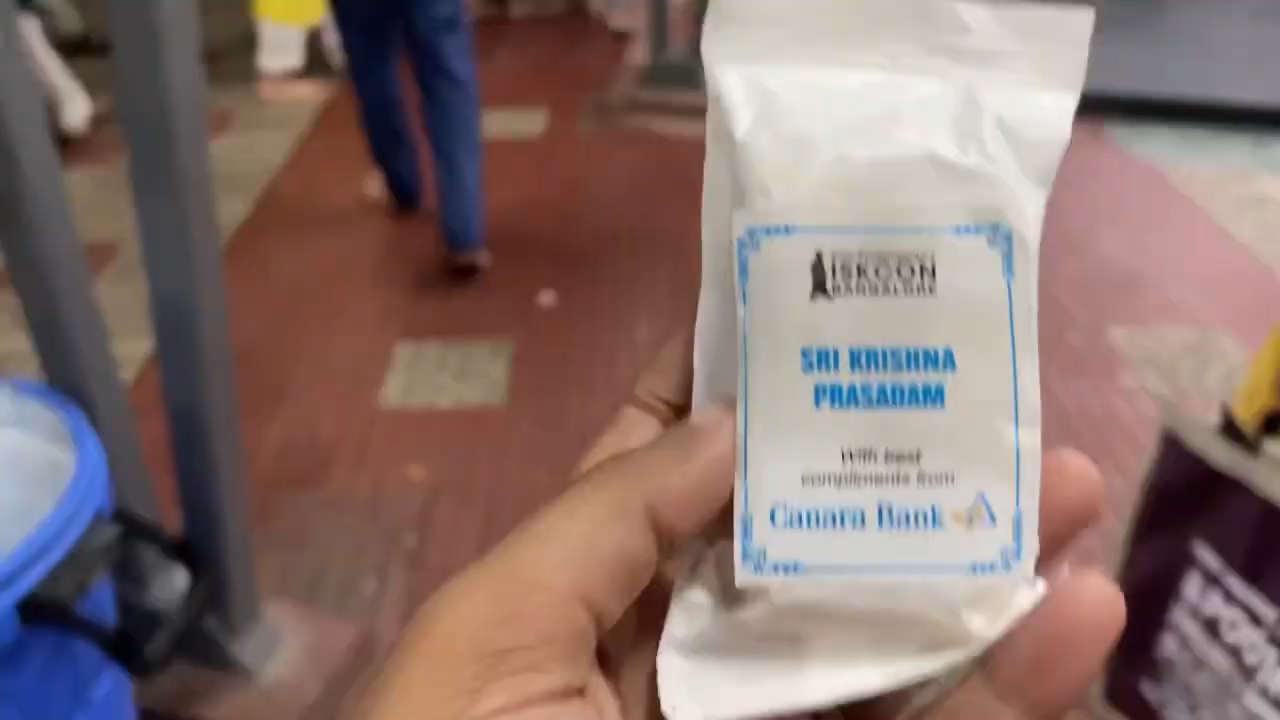 ISKCON
BANGALORE
SRI KRISHNA
PRASADAM
With best
compliments from
Canara Bank